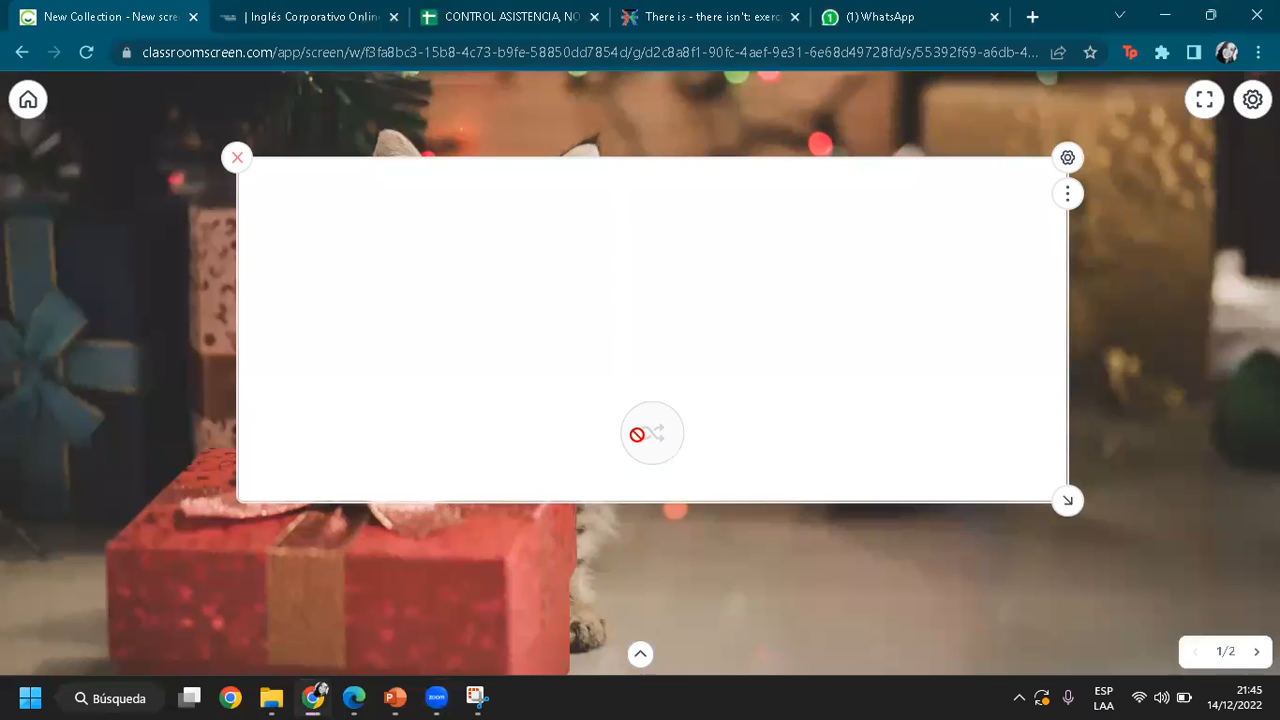 New Collection - New scre
| Inglés Corporativo Onlin
CONTROL ASISTENCIA, NO
There is - there isn't: exerc
(1) WhatsApp
classroomscreen.com/app/screen/w/f3fa8bc3-15b8-4c73-b9fe-58850dd7854d/g/d2c8a8f1-90fc-4aef-9e31-6e68d49728fd/s/55392f69-a6db-4...
Tp
1/2
Búsqueda
zoom
ESP
LAA
21:45
14/12/2022